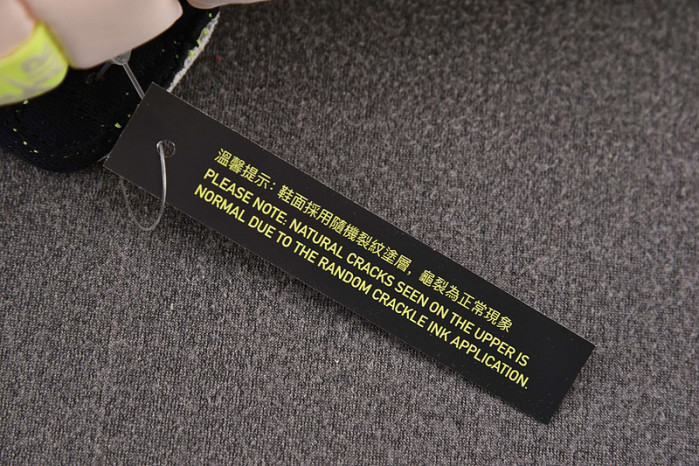 溫馨提示：鞋面採用隨機裂紋塗層，龜裂為正常現象
PLEASE NOTE: NATURAL CRACKS SEEN ON THE UPPER IS
NORMAL DUE TO THE RANDOM CRACKLE INK APPLICATION.